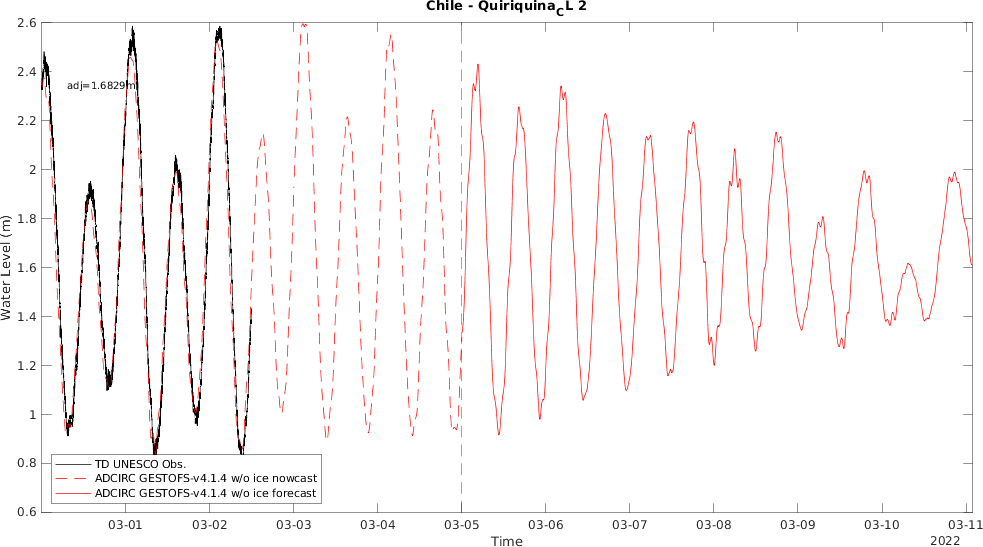 Chile - Quiriquina_CL 2
2.6
2.4
adj=1.6829m
2.2
2
1.8
1.6
1.4
1.2
1
0.8
0.6
Water Level (m)
TD UNESCO Obs.
ADCIRC GESTOFS-v4.1.4 w/o ice nowcast
ADCIRC GESTOFS-v4.1.4 w/o ice forecast
03-01 03-02 03-03 03-04 03-05 03-06 03-07 03-08 03-09 03-10 03-11
Time
2022